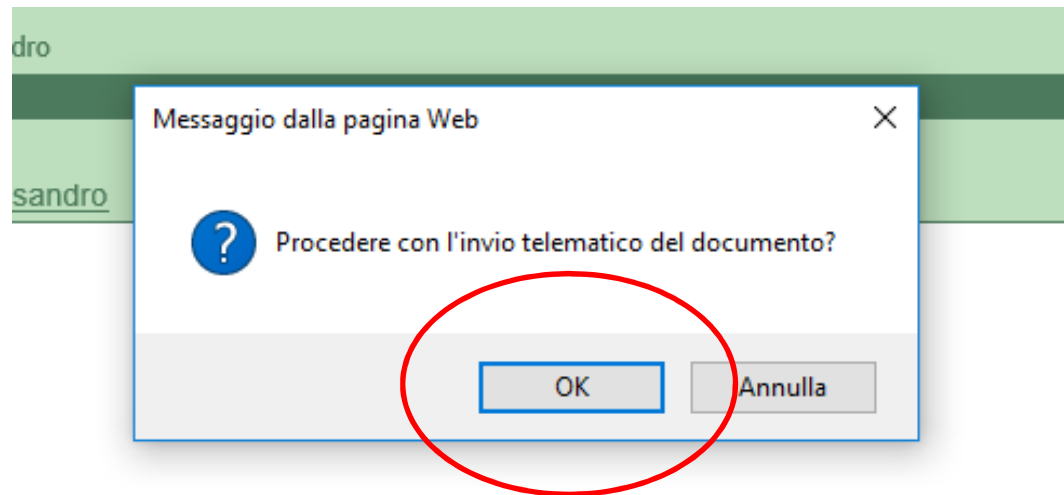 dro
Messaggio dalla pagina Web
sandro
Procedere con l'invio telematico del documento?
OK
Annulla